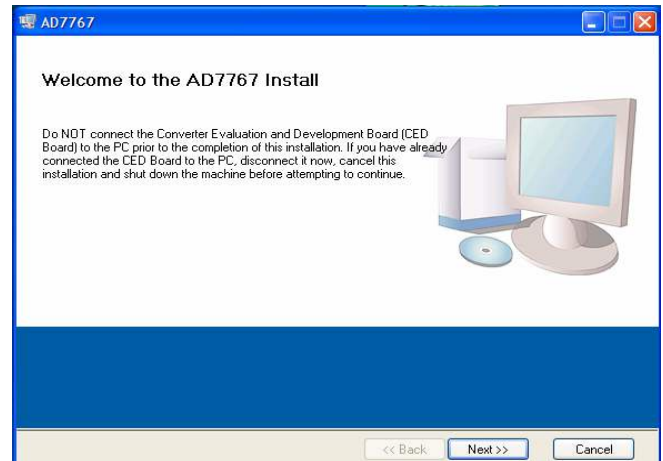 AD7767
Welcome to the AD7767 Install
Do NOT connect the Converter Evaluation and Development Board (CED
Board) to the PC prior to the completion of this installation. If you have already
connected the CED Board to the PC, disconnect it now, cancel this
installation and shut down the machine before attempting to continue.
<< Back Next >> Cancel